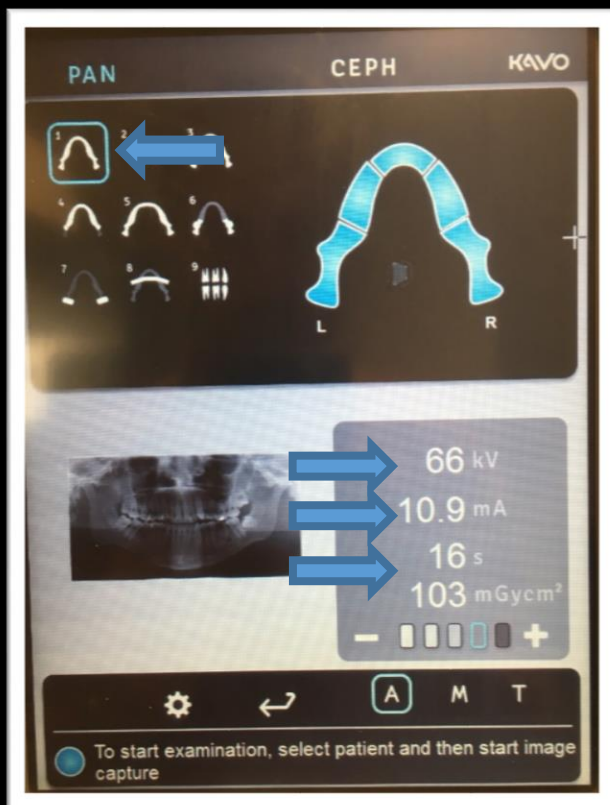 PAN CEPH KAVO
1 2 3
4 5 6
7 8 9
L R
66 kV
10.9 mA
16 s
103 mGycm²
A M T
To start examination, select patient and then start image
capture